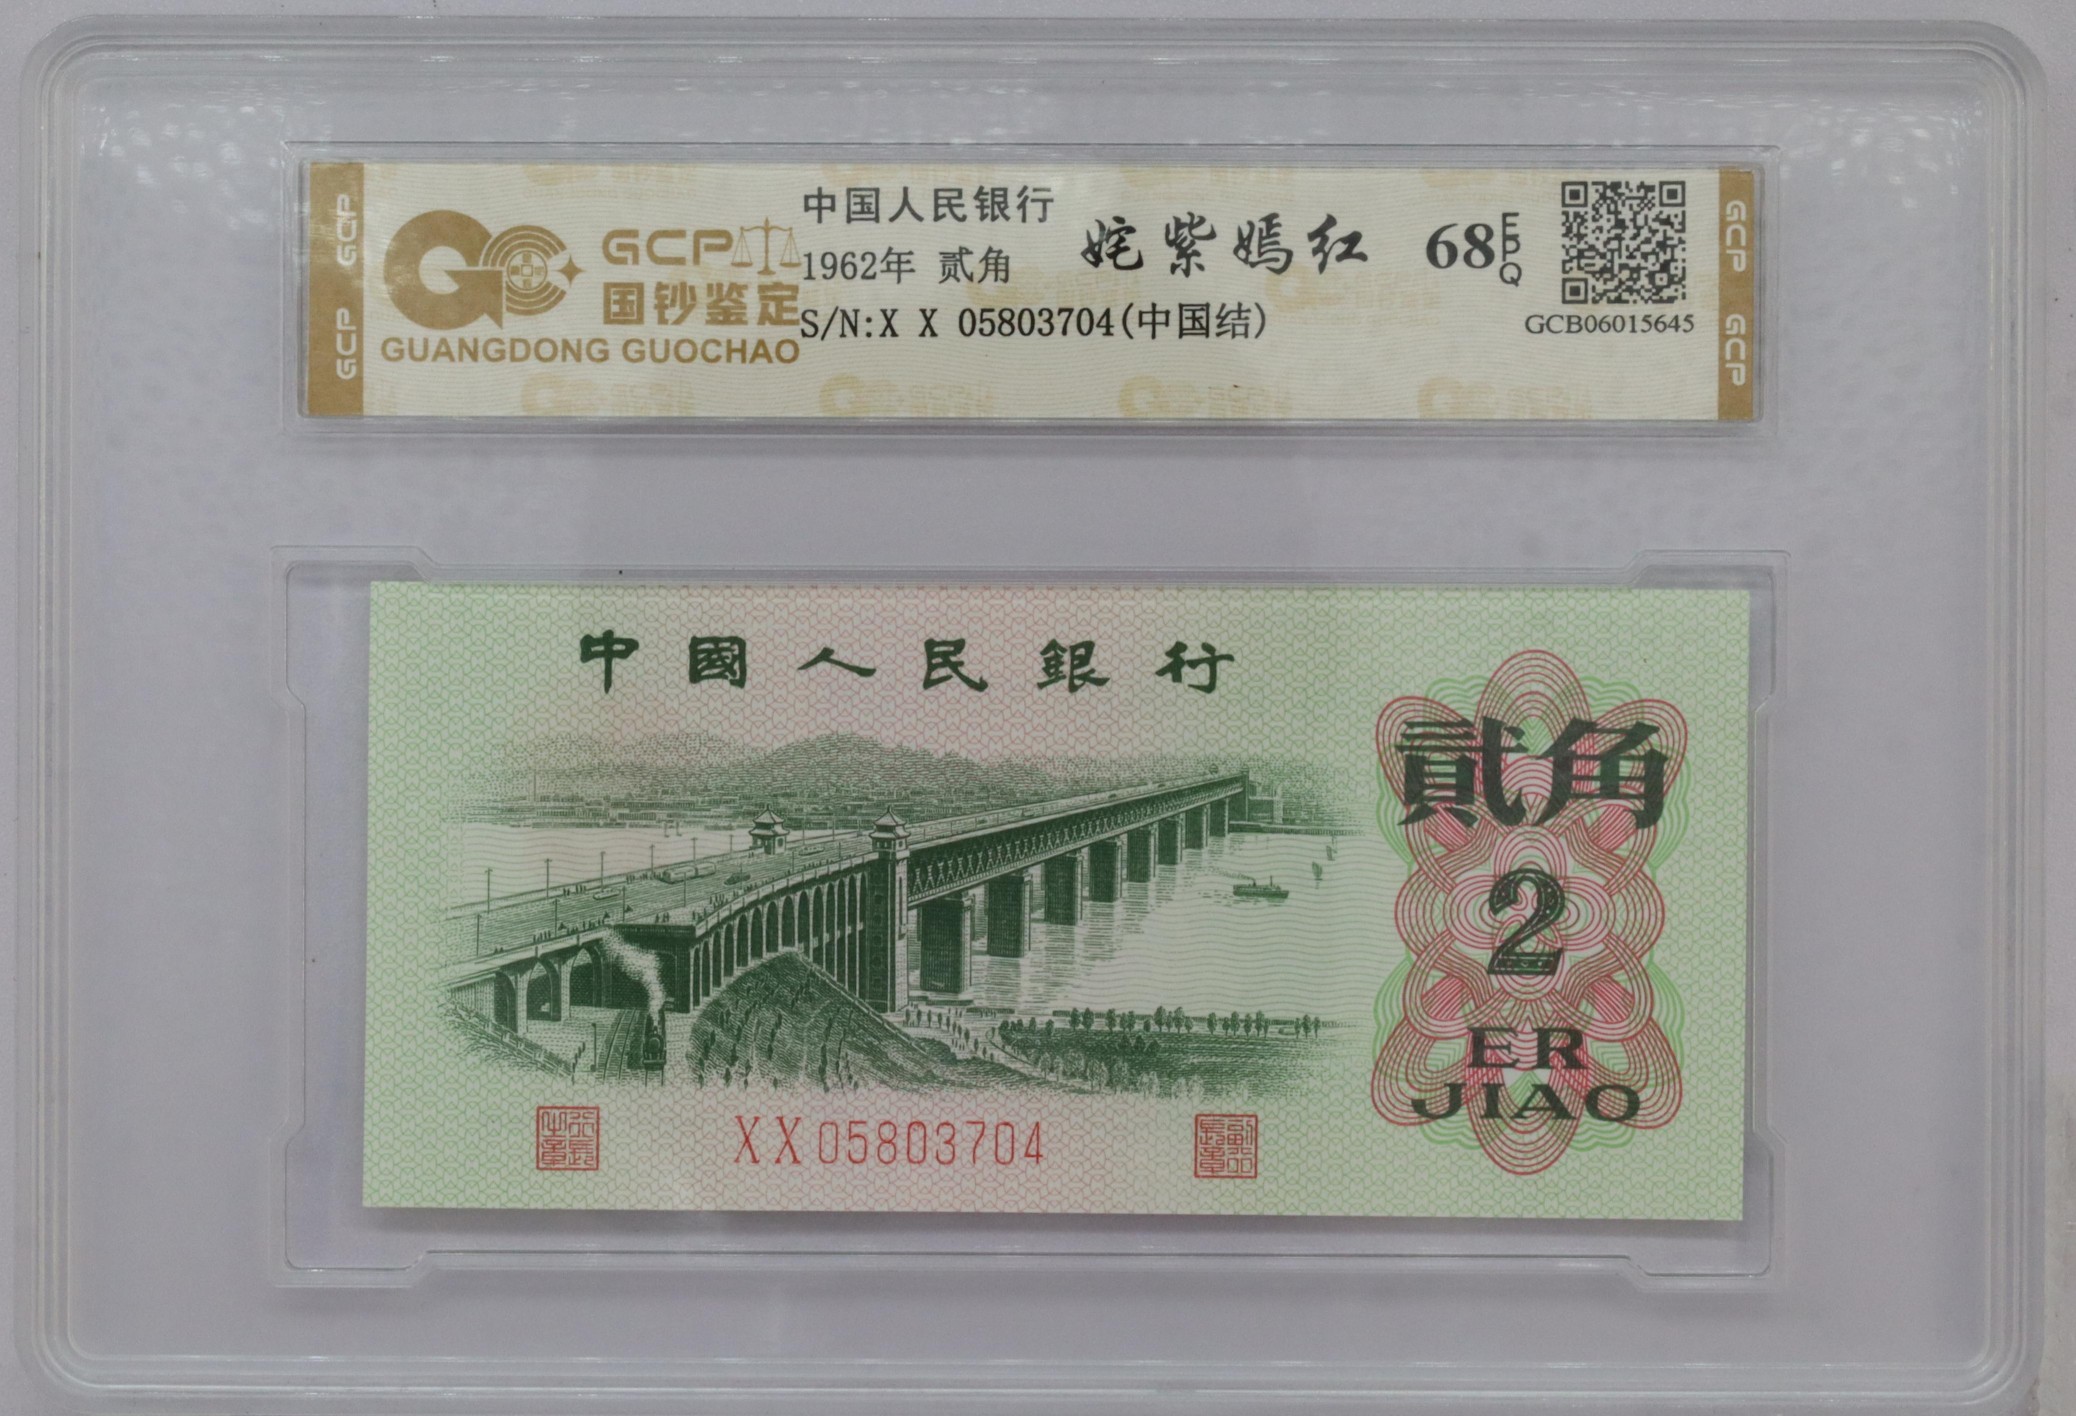 GCP GCP
GCP
国钞鉴定
GUANGDONG GUOCHAO
中国人民银行
1962年 贰角
S/N:X X 05803704(中国结)
姹紫嫣红
68 EPQ
GCB06015645
GCP GCP
中國人民銀行
貳角
2
ER
JIAO
XX05803704